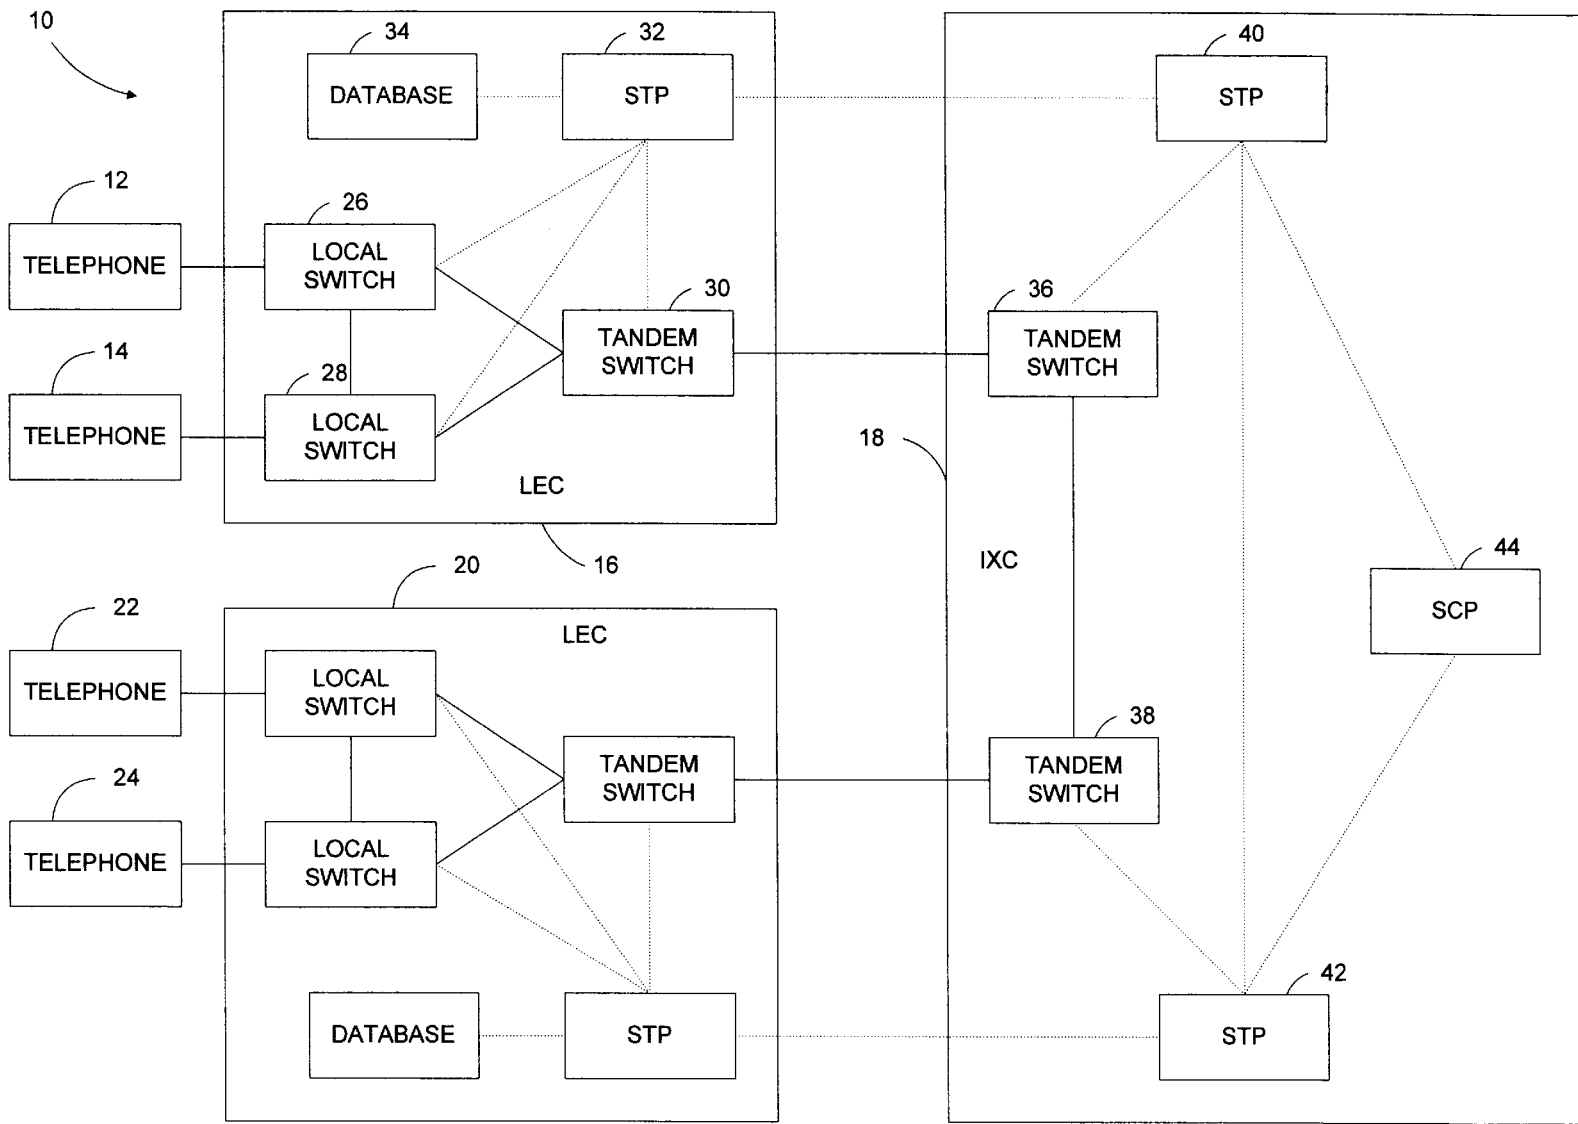 10
34
32
40
DATABASE
STP
STP
12
26
TELEPHONE
LOCAL
SWITCH
30
36
TANDEM
SWITCH
TANDEM
SWITCH
14
28
TELEPHONE
LOCAL
SWITCH
18
LEC
16
IXC
44
SCP
20
LEC
22
TELEPHONE
LOCAL
SWITCH
38
TANDEM
SWITCH
TANDEM
SWITCH
24
TELEPHONE
LOCAL
SWITCH
42
DATABASE
STP
STP